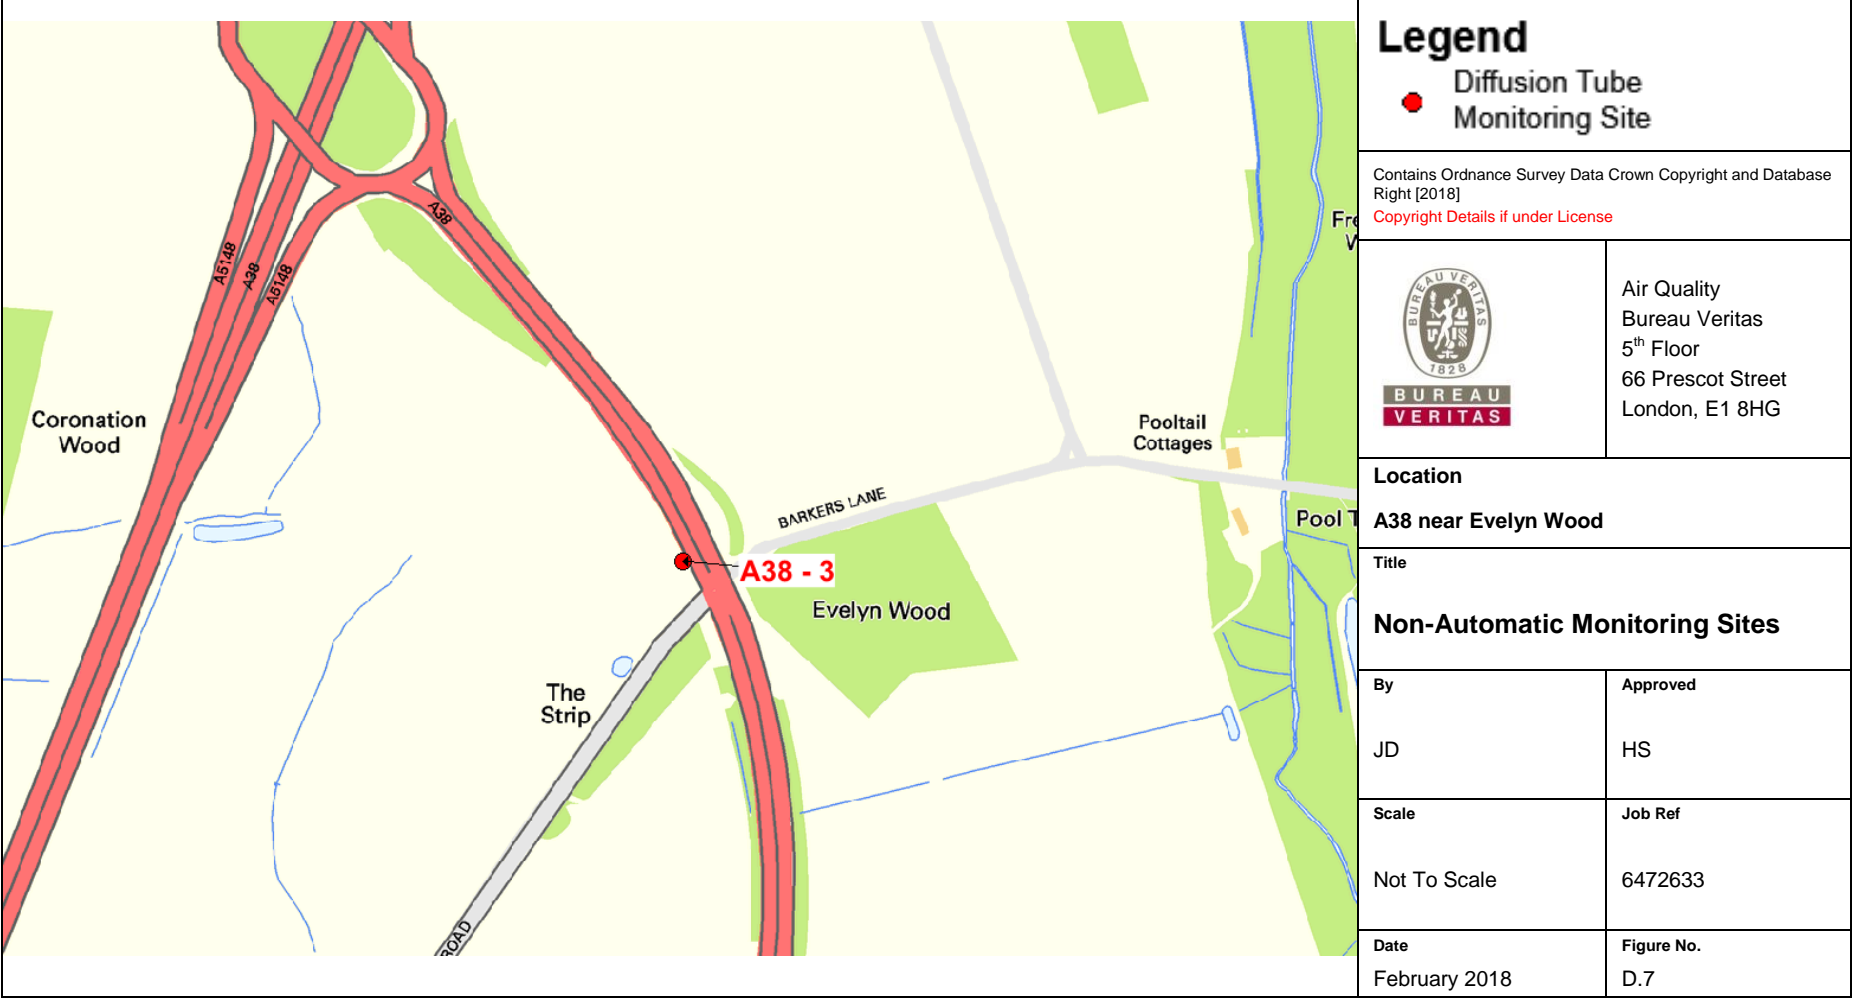 Legend
Diffusion Tube
Monitoring Site
Contains Ordnance Survey Data Crown Copyright and Database
Right [2018]
Copyright Details if under License
BUREAU VERITAS
1828
BUREAU
VERITAS
Air Quality
Bureau Veritas
5th Floor
66 Prescot Street
London, E1 8HG
Location
A38 near Evelyn Wood
Title
Non-Automatic Monitoring Sites
By
Approved
JD
HS
Scale
Job Ref
Not To Scale
6472633
Date
Figure No.
February 2018
D.7
A38
A5148
A38
A5148
Coronation
Wood
Pooltail
Cottages
BARKERS LANE
A38 - 3
Evelyn Wood
The
Strip
ROAD
Pool T
Fre
W